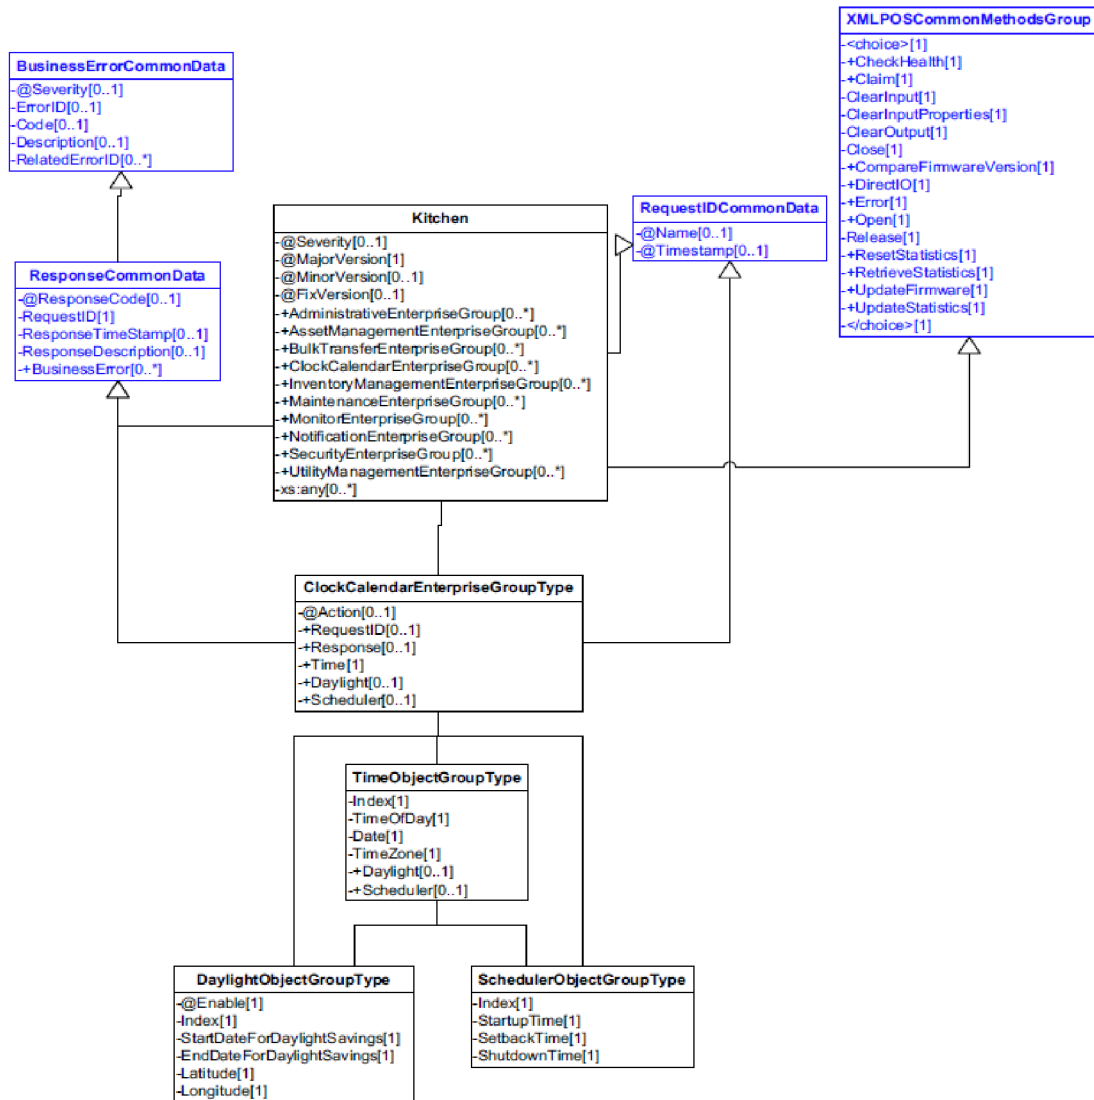 XMLPOSCommonMethodsGroup
-<choice>[1]
-+CheckHealth[1]
-+Claim[1]
-ClearInput[1]
-ClearInputProperties[1]
-ClearOutput[1]
-Close[1]
-+CompareFirmwareVersion[1]
-+DirectIO[1]
-+Error[1]
-+Open[1]
-Release[1]
-+ResetStatistics[1]
-+RetrieveStatistics[1]
-+UpdateFirmware[1]
-+UpdateStatistics[1]
-</choice>[1]
BusinessErrorCommonData
-@Severity[0..1]
-ErrorID[0..1]
-Code[0..1]
-Description[0..1]
-RelatedErrorID[0..*]
RequestIDCommonData
-@Name[0..1]
-@Timestamp[0..1]
Kitchen
-@Severity[0..1]
-@MajorVersion[1]
-@MinorVersion[0..1]
-@FixVersion[0..1]
-+AdministrativeEnterpriseGroup[0..*]
-+AssetManagementEnterpriseGroup[0..*]
-+BulkTransferEnterpriseGroup[0..*]
-+ClockCalendarEnterpriseGroup[0..*]
-+InventoryManagementEnterpriseGroup[0..*]
-+MaintenanceEnterpriseGroup[0..*]
-+MonitorEnterpriseGroup[0..*]
-+NotificationEnterpriseGroup[0..*]
-+SecurityEnterpriseGroup[0..*]
-+UtilityManagementEnterpriseGroup[0..*]
-xs:any[0..*]
ResponseCommonData
-@ResponseCode[0..1]
-RequestID[1]
-ResponseTimeStamp[0..1]
-ResponseDescription[0..1]
-+BusinessError[0..*]
ClockCalendarEnterpriseGroupType
-@Action[0..1]
-+RequestID[0..1]
-+Response[0..1]
-+Time[1]
-+Daylight[0..1]
-+Scheduler[0..1]
TimeObjectGroupType
-Index[1]
-TimeOfDay[1]
-Date[1]
-TimeZone[1]
-+Daylight[0..1]
-+Scheduler[0..1]
DaylightObjectGroupType
-@Enable[1]
-Index[1]
-StartDateForDaylightSavings[1]
-EndDateForDaylightSavings[1]
-Latitude[1]
-Longitude[1]
SchedulerObjectGroupType
-Index[1]
-StartupTime[1]
-SetbackTime[1]
-ShutdownTime[1]